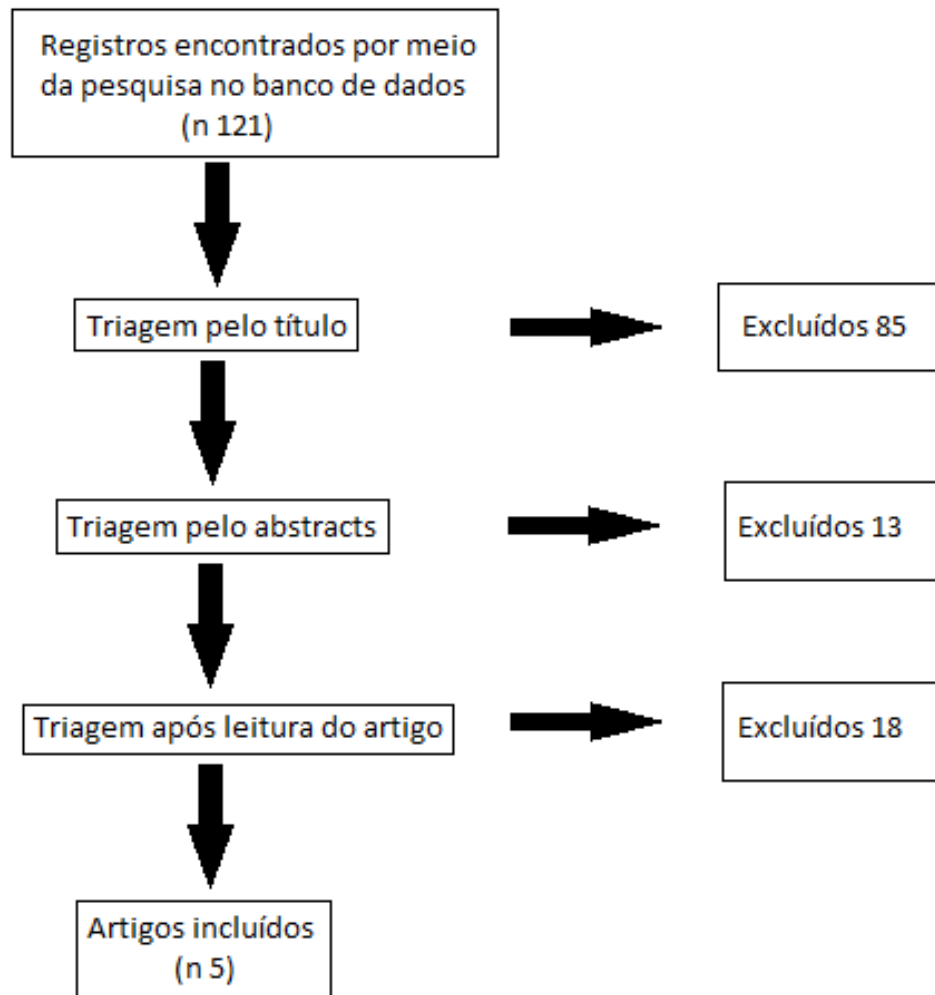 Registros encontrados por meio
da pesquisa no banco de dados
(n 121)
Triagem pelo título
Excluídos 85
Triagem pelo abstracts
Excluídos 13
Triagem após leitura do artigo
Excluídos 18
Artigos incluídos
(n 5)